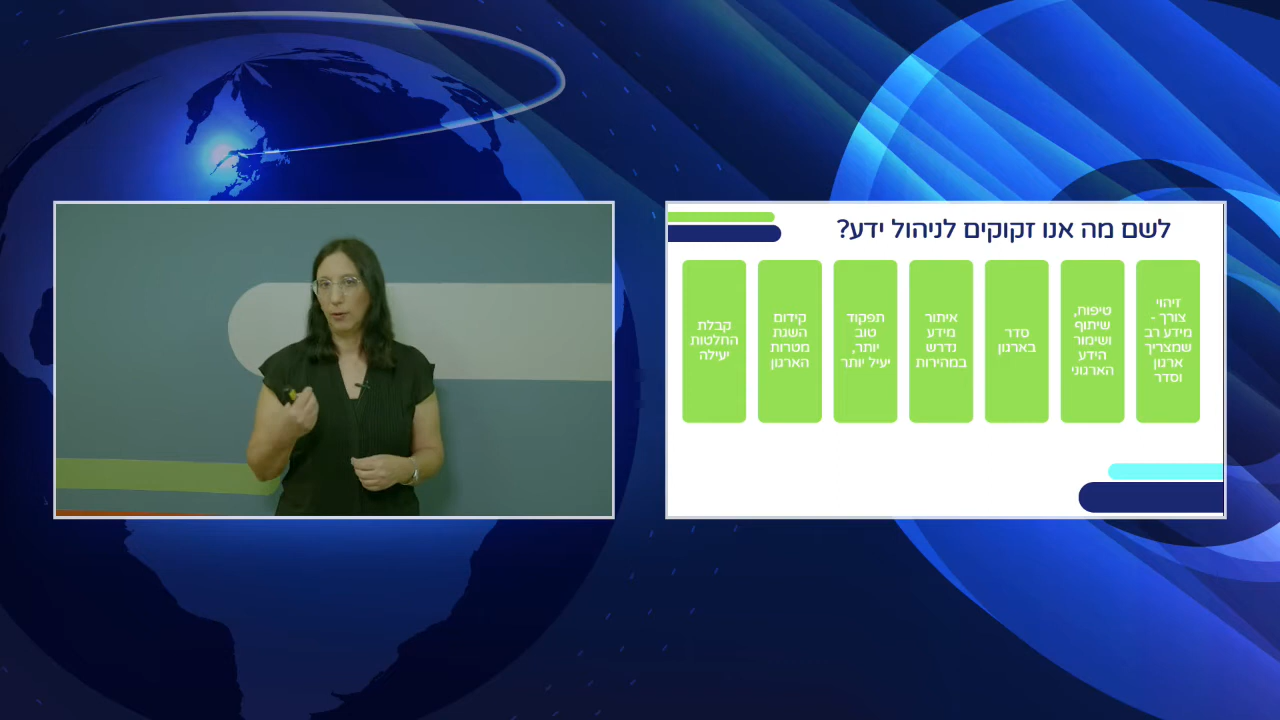 לשם מה אנו זקוקים לניהול ידע?
זיהוי
צורך -
מידע רב
שמצריך
ארגון
וסדר
טיפוח,
שיתוף
ושימור
הידע
הארגוני
סדר
בארגון
איתור
מידע
נדרש
במהירות
תפקוד
טוב
יותר,
יעיל יותר
קידום
השגת
מטרות
הארגון
קבלת
החלטות
יעילה